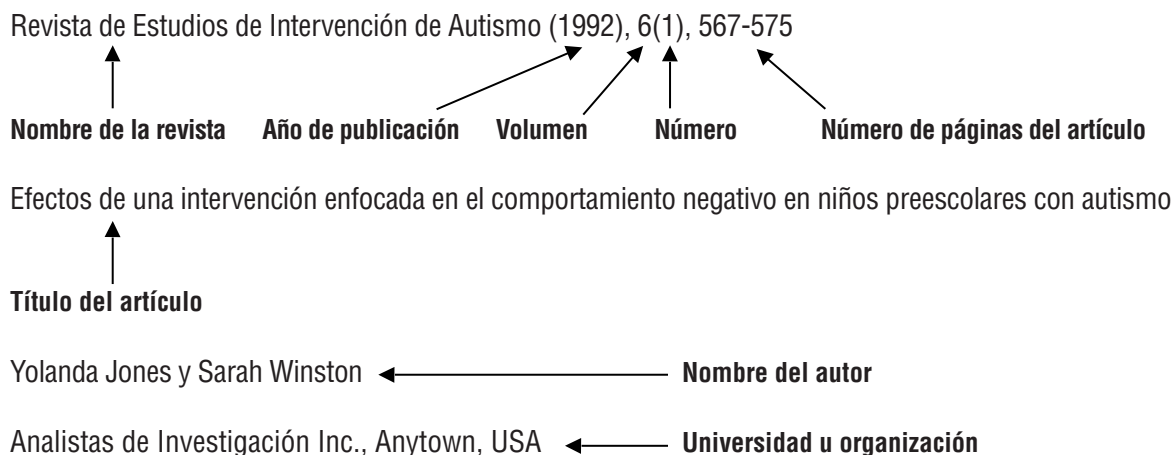 Revista de Estudios de Intervención de Autismo (1992), 6(1), 567-575
Nombre de la revista Año de publicación Volumen Número Número de páginas del artículo
Efectos de una intervención enfocada en el comportamiento negativo en niños preescolares con autismo
Título del artículo
Yolanda Jones y Sarah Winston Nombre del autor
Analistas de Investigación Inc., Anytown, USA Universidad u organización